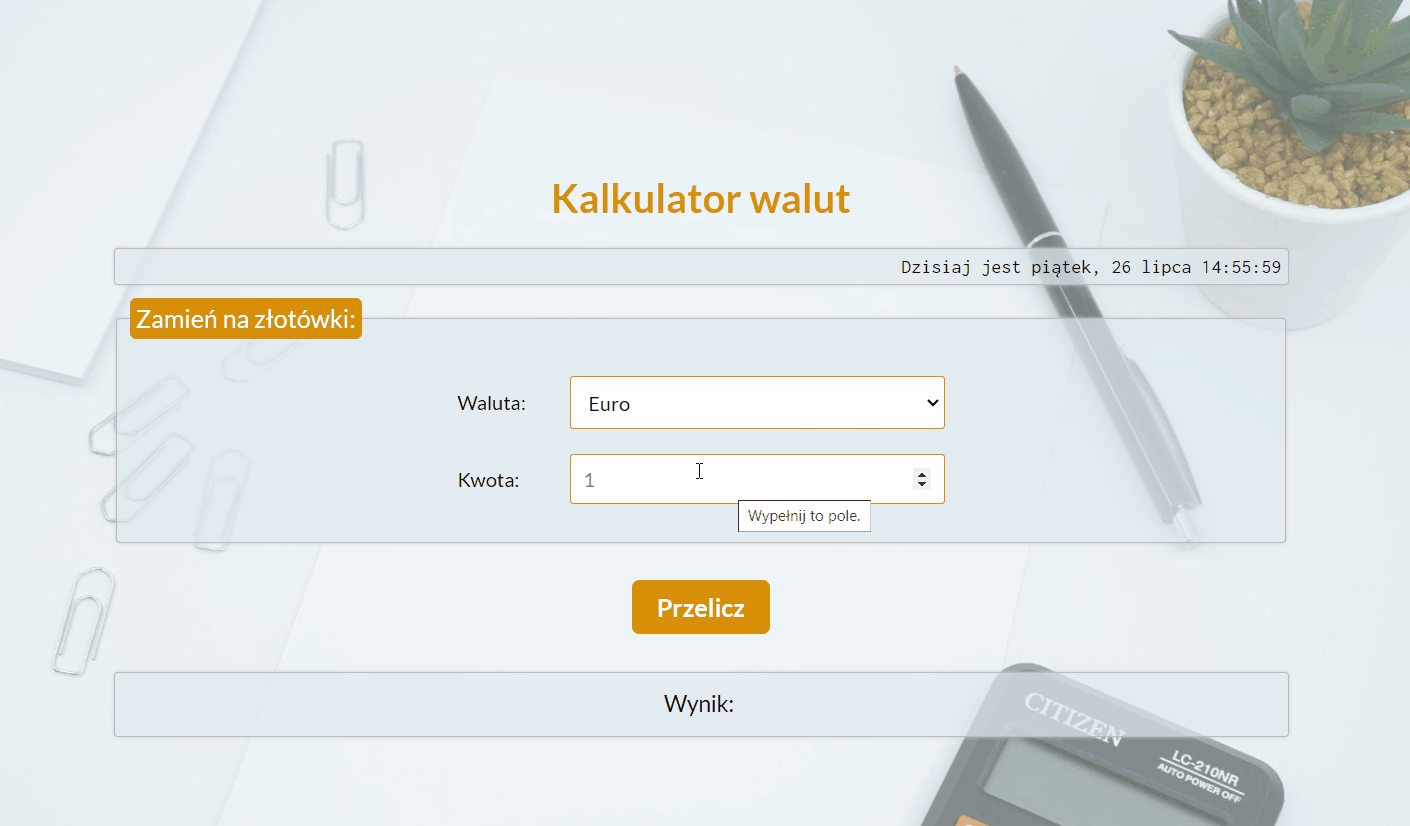 Kalkulator walut
Dzisiaj jest piątek, 26 lipca 14:55:59
Zamień na złotówki:
Waluta:
Euro
Kwota:
1
Wypełnij to pole.
Przelicz
Wynik:
CITIZEN
LC-210NR
AUTO POWER OFF